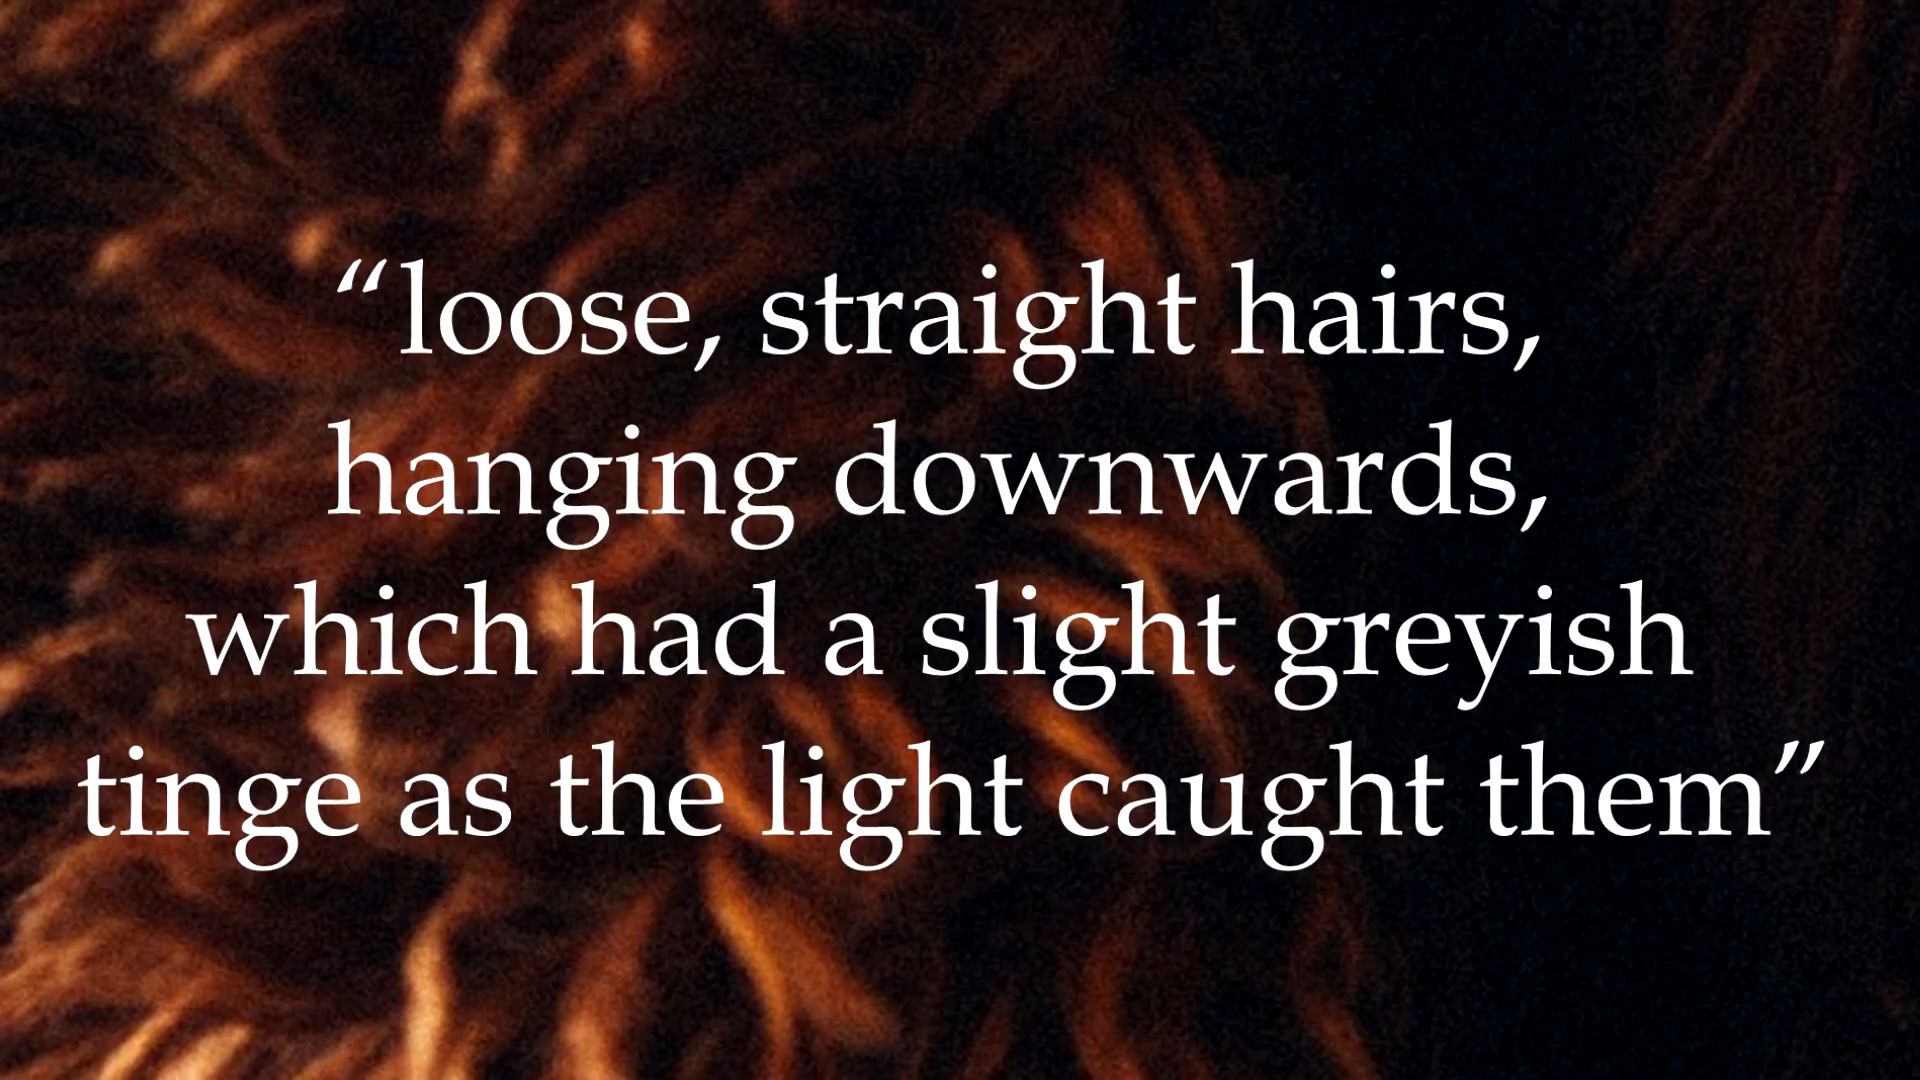 “loose, straight hairs,
hanging downwards,
which had a slight greyish
tinge as the light caught them”